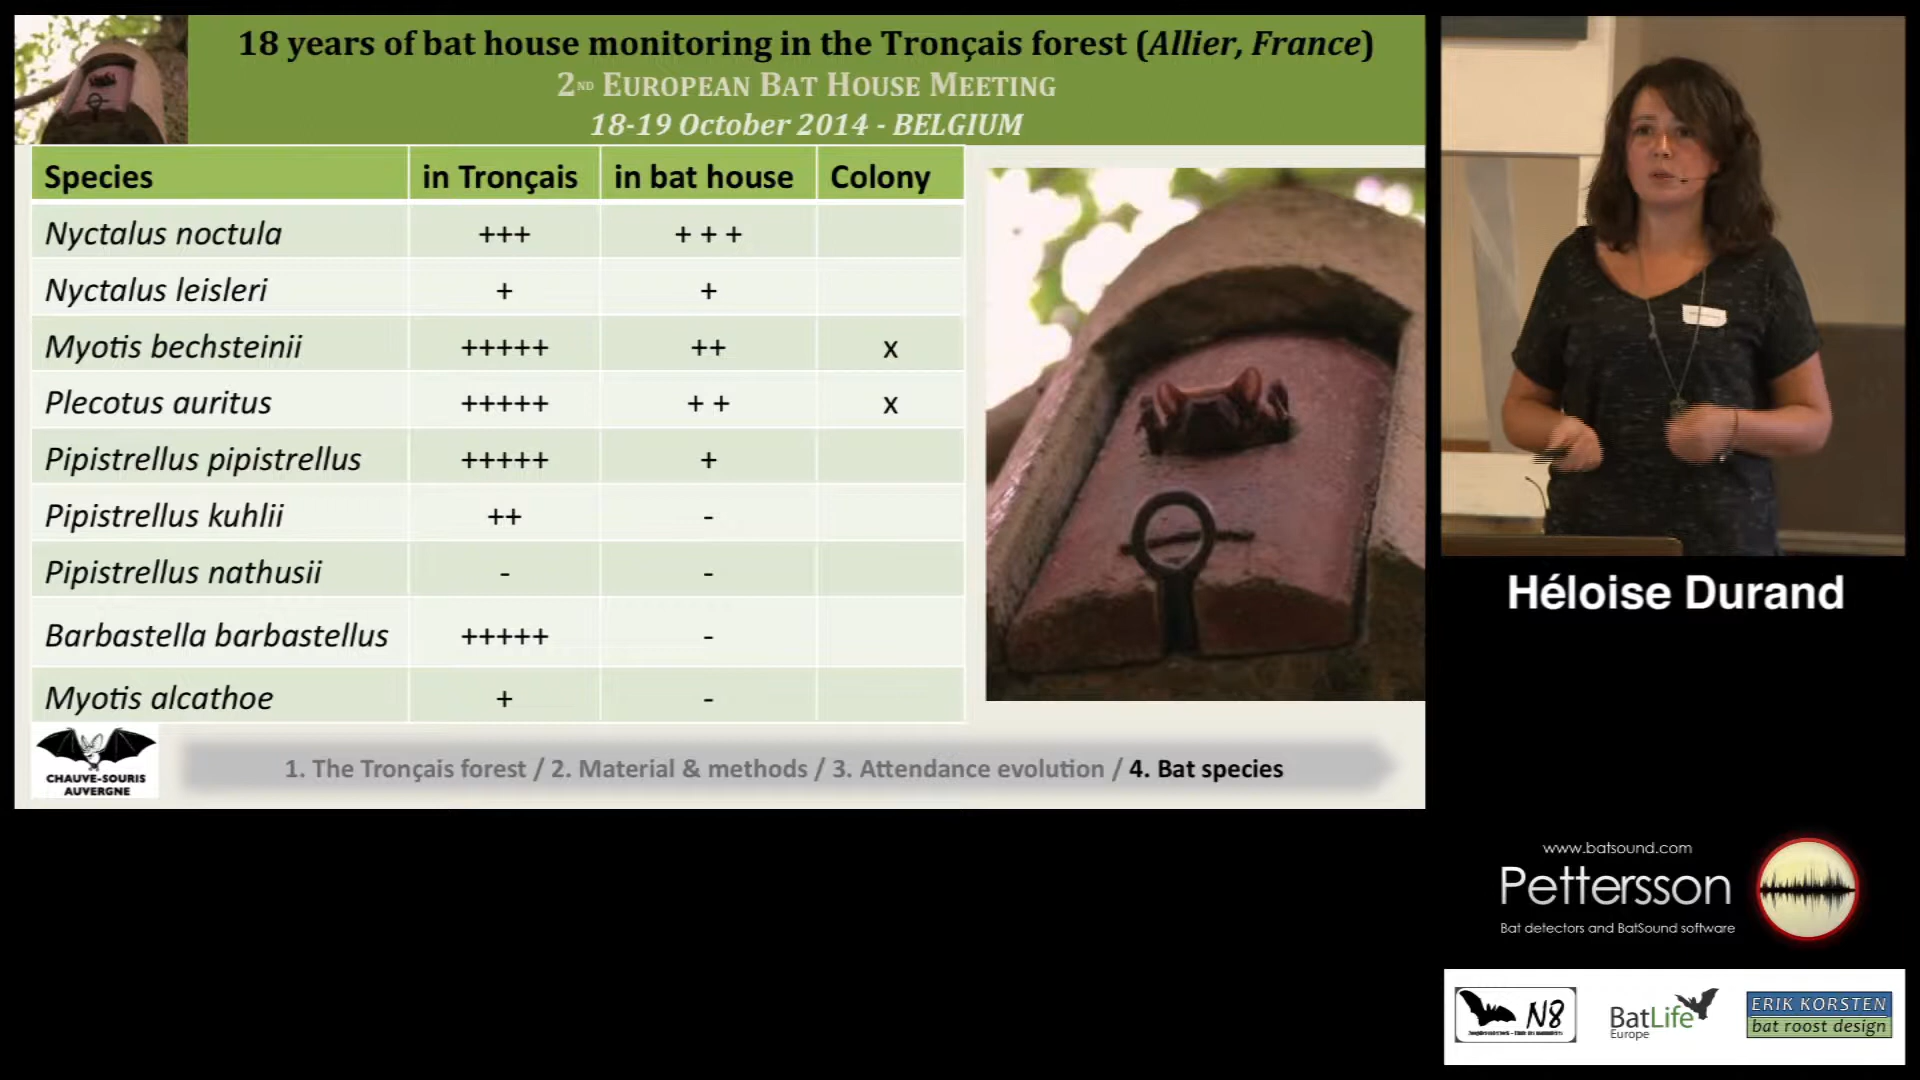 18 years of bat house monitoring in the Tronçais forest (Allier, France)
2ND EUROPEAN BAT HOUSE MEETING
18-19 October 2014 - BELGIUM
Species in Tronçais in bat house Colony
Nyctalus noctula +++ + + +
Nyctalus leisleri + +
Myotis bechsteinii +++++ ++ x
Plecotus auritus +++++ + + x
Pipistrellus pipistrellus +++++ +
Pipistrellus kuhlii ++ -
Pipistrellus nathusii - -
Barbastella barbastellus +++++ -
Myotis alcathoe + -
CHAUVE-SOURIS
AUVERGNE
1. The Tronçais forest / 2. Material & methods / 3. Attendance evolution / 4. Bat species
Héloise Durand
www.batsound.com
Pettersson
Bat detectors and BatSound software
N8
BatLife
Europe
ERIK KORSTEN
bat roost design